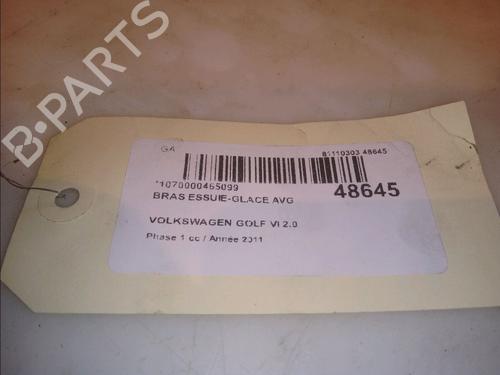 B-PARTS
GA
81110303 48645
*1070000465099
48645
BRAS ESSUIE-GLACE AVG
VOLKSWAGEN GOLF VI 2.0
Phase 1 cc / Année 2011